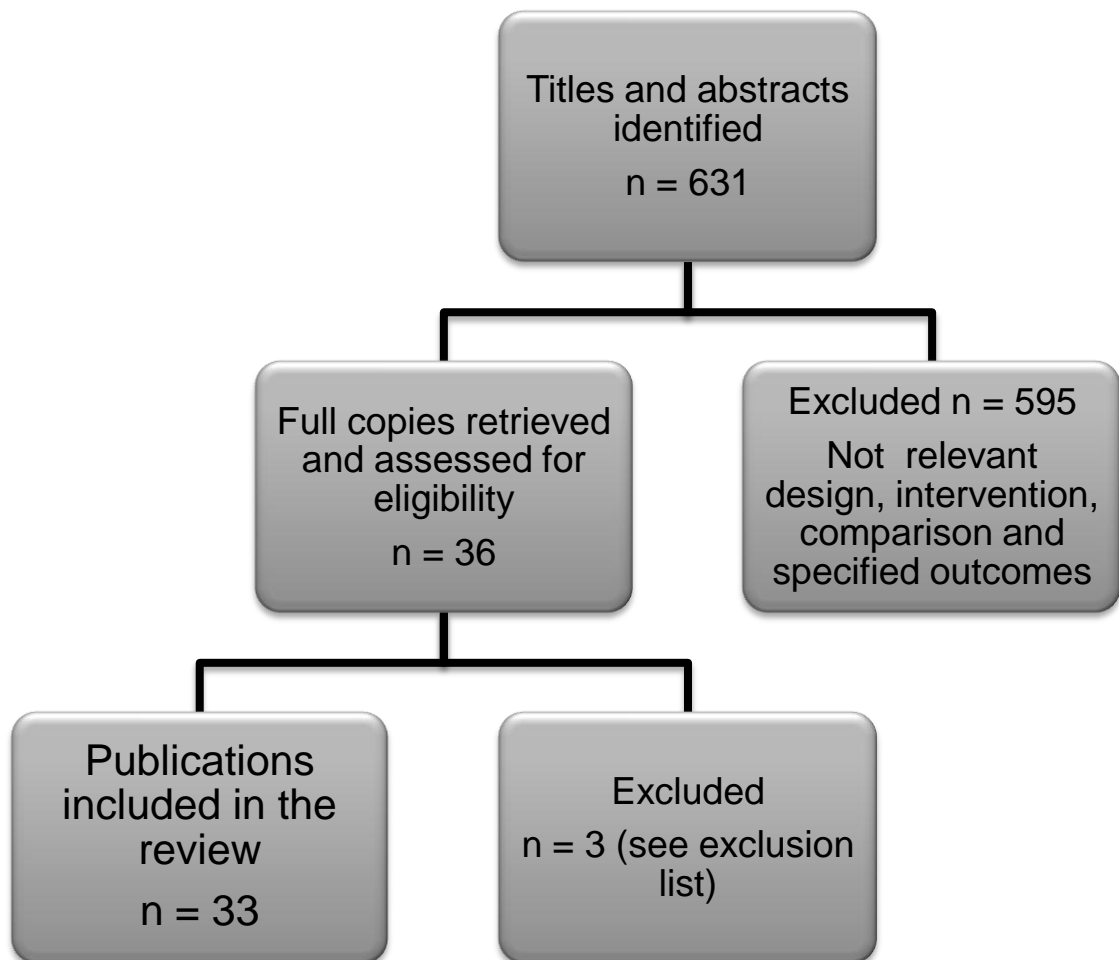 Titles and abstracts
identified
n = 631
Full copies retrieved
and assessed for
eligibility
n = 36
Excluded n = 595
Not  relevant
design, intervention,
comparison and
specified outcomes
Publications
included in the
review
n = 33
Excluded
n = 3 (see exclusion
list)